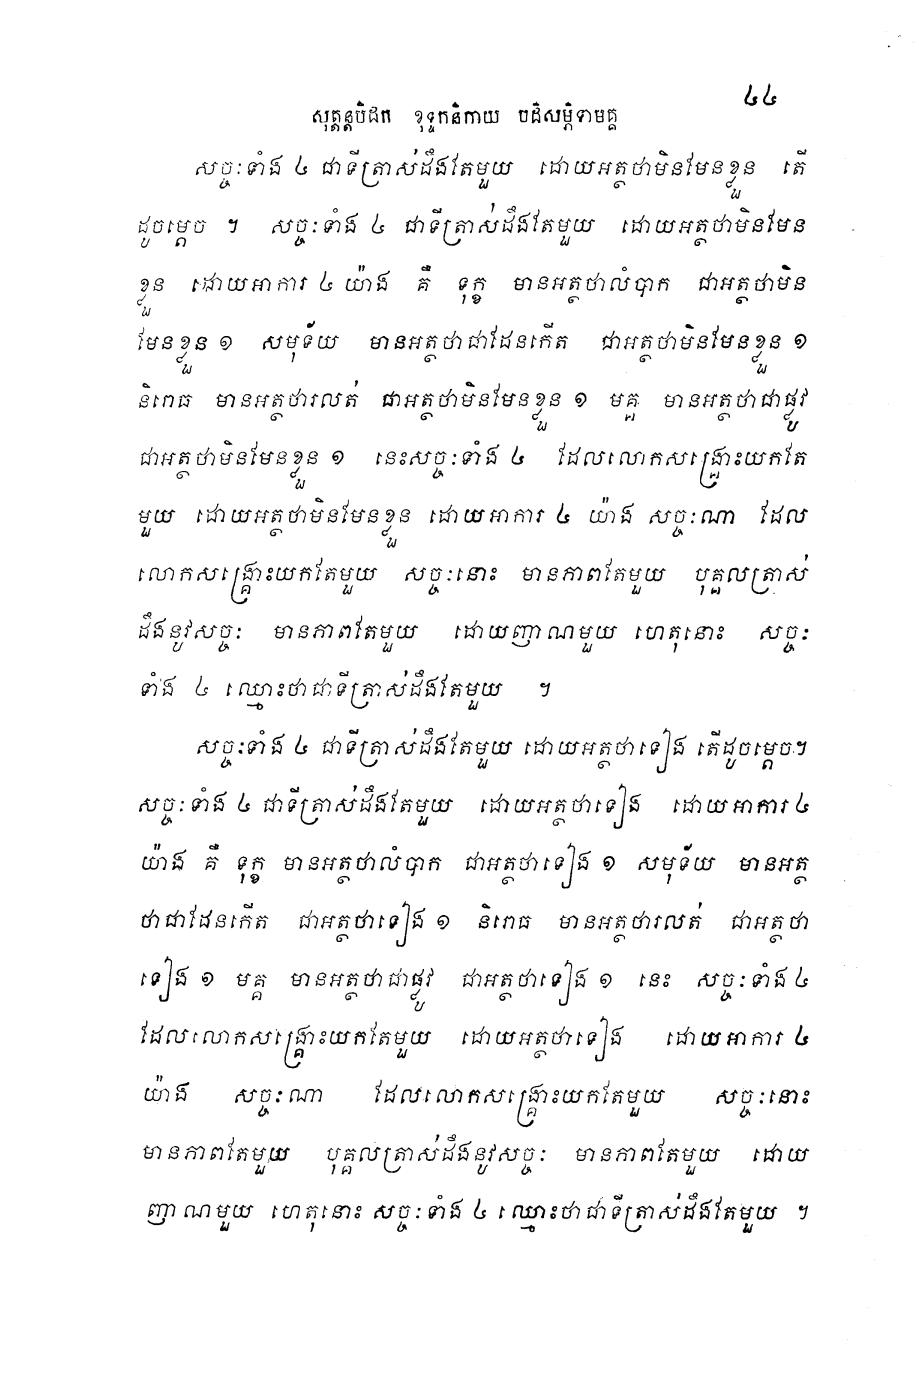 ៤៤
សុត្តន្តបិដក ខុទ្ទកនិកាយ បដិសម្ភិទាមគ្គ
សច្ចៈទាំង ៤ ជាទីត្រាស់ដឹងតែមួយ ដោយអត្ថថាមិនមែនខ្លួន តើ
ដូចម្ដេច ។ សច្ចៈទាំង ៤ ជាទីត្រាស់ដឹងតែមួយ ដោយអត្ថថាមិនមែន
ខ្លួន ដោយអាការ ៤ យ៉ាង គឺ ទុក្ខ មានអត្ថថាលំបាក ជាអត្ថថាមិន
មែនខ្លួន ១ សមុទ័យ មានអត្ថថាជាដែនកើត ជាអត្ថថាមិនមែនខ្លួន ១
និរោធ មានអត្ថថារលត់ ជាអត្ថថាមិនមែនខ្លួន ១ មគ្គ មានអត្ថថាជាផ្លូវ
ជាអត្ថថាមិនមែនខ្លួន ១ នេះសច្ចៈទាំង ៤ ដែលលោកសង្គ្រោះយកតែ
មួយ ដោយអត្ថថាមិនមែនខ្លួន ដោយអាការ ៤ យ៉ាង សច្ចៈណា ដែល
លោកសង្គ្រោះយកតែមួយ សច្ចៈនោះ មានភាពតែមួយ បុគ្គលត្រាស់
ដឹងនូវសច្ចៈ មានភាពតែមួយ ដោយញាណមួយ ហេតុនោះ សច្ចៈ
ទាំង ៤ ឈ្មោះថាជាទីត្រាស់ដឹងតែមួយ ។
សច្ចៈទាំង ៤ ជាទីត្រាស់ដឹងតែមួយ ដោយអត្ថថាទៀង តើដូចម្ដេច។
សច្ចៈទាំង ៤ ជាទីត្រាស់ដឹងតែមួយ ដោយអត្ថថាទៀង ដោយអាការ ៤
យ៉ាង គឺ ទុក្ខ មានអត្ថថាលំបាក ជាអត្ថថាទៀង ១ សមុទ័យ មានអត្ថ
ថាជាដែនកើត ជាអត្ថថាទៀង ១ និរោធ មានអត្ថថារលត់ ជាអត្ថថា
ទៀង ១ មគ្គ មានអត្ថថាជាផ្លូវ ជាអត្ថថាទៀង ១ នេះ សច្ចៈទាំង ៤
ដែលលោកសង្គ្រោះយកតែមួយ ដោយអត្ថថាទៀង ដោយអាការ ៤
យ៉ាង សច្ចៈណា ដែលលោកសង្គ្រោះយកតែមួយ សច្ចៈនោះ
មានភាពតែមួយ បុគ្គលត្រាស់ដឹងនូវសច្ចៈ មានភាពតែមួយ ដោយ
ញាណមួយ ហេតុនោះ សច្ចៈទាំង ៤ ឈ្មោះថាជាទីត្រាស់ដឹងតែមួយ ។